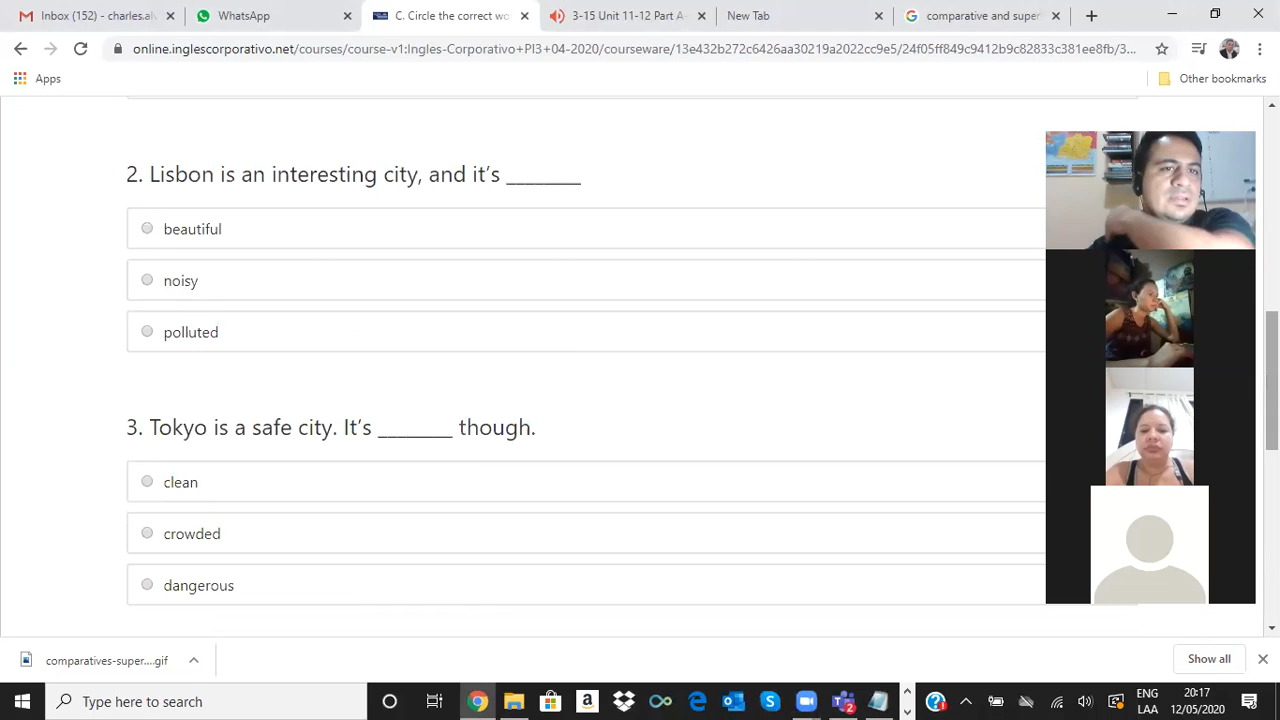 Inbox (152) - charles.al
WhatsApp
C. Circle the correct wo
3-15 Unit 11-12 Part A-
New Tab
comparative and super
online.inglescorporativo.net/courses/course-v1:Ingles-Corporativo+PI3+04-2020/courseware/13e432b272c6426aa30219a2022cc9e5/24f05ff849c9412b9c82833c381ee8fb/3...
Apps
Other bookmarks
2. Lisbon is an interesting city, and it's ________
beautiful
noisy
polluted
3. Tokyo is a safe city. It's ________ though.
clean
crowded
dangerous
comparatives-super....gif
Show all
Type here to search
ENG
LAA
20:17
12/05/2020